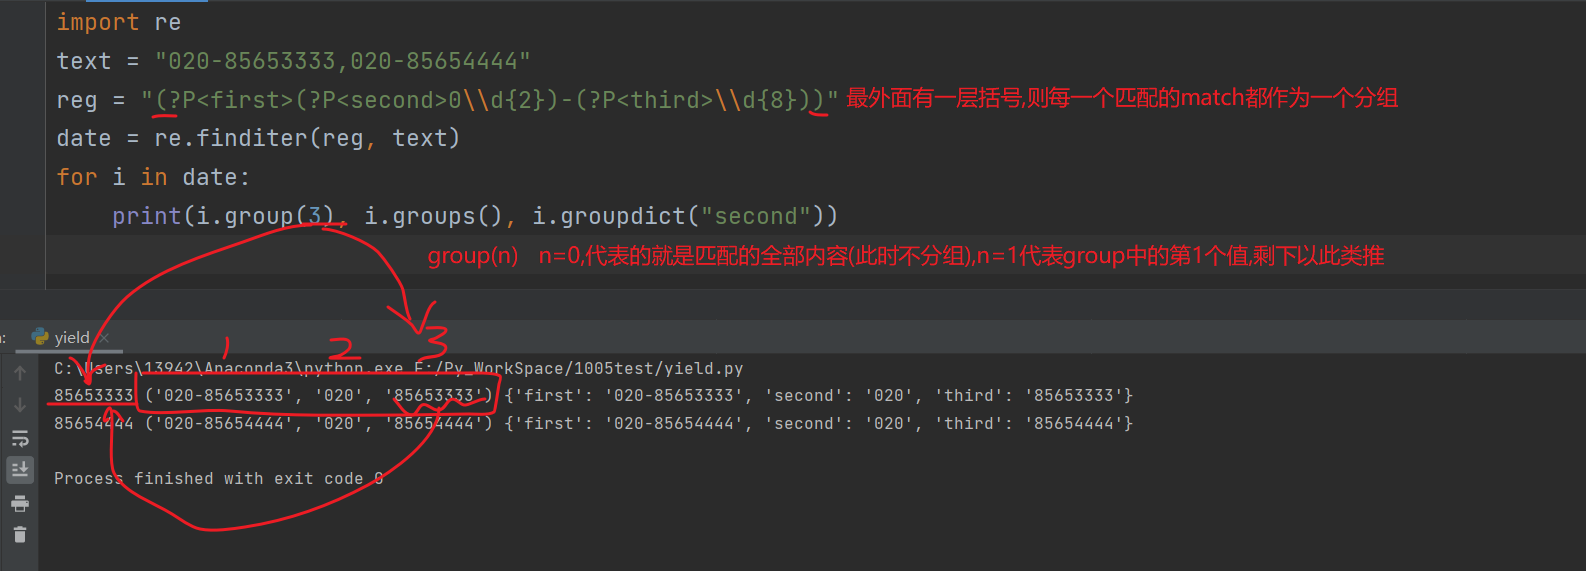 import re
text = "020-85653333,020-85654444"
reg = "(?P<first>(?P<second>0\\d{2})-(?P<third>\\d{8}))" 最外面有一层括号,则每一个匹配的match都作为一个分组
date = re.finditer(reg, text)
for i in date:
    print(i.group(3), i.groups(), i.groupdict("second"))
group(n) n=0,代表的就是匹配的全部内容(此时不分组),n=1代表group中的第1个值,剩下以此类推
yield
1 2 3
C:\Users\13942\Anaconda3\python.exe F:/Py_WorkSpace/1005test/yield.py
85653333 ('020-85653333', '020', '85653333') {'first': '020-85653333', 'second': '020', 'third': '85653333'}
85654444 ('020-85654444', '020', '85654444') {'first': '020-85654444', 'second': '020', 'third': '85654444'}
Process finished with exit code 0